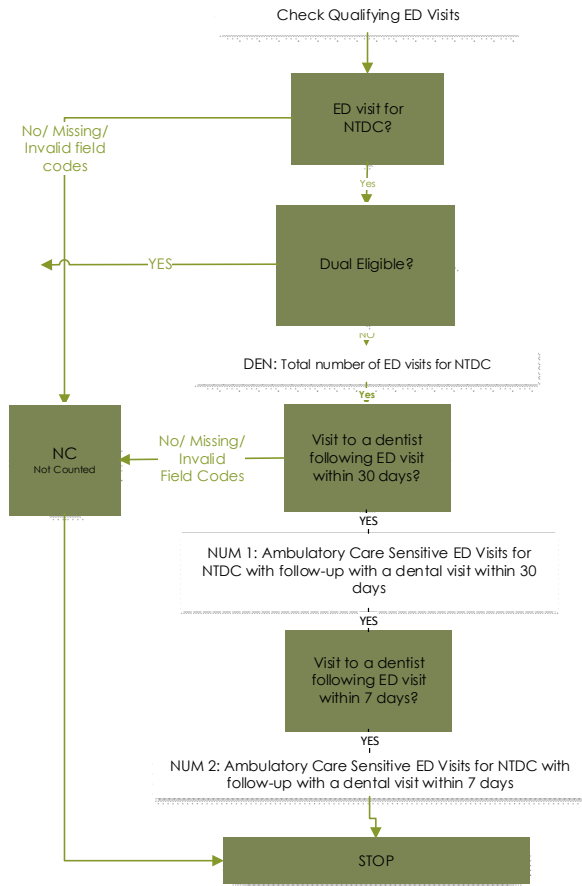 Check Qualifying ED Visits
ED visit for
NTDC?
No/ Missing/
Invalid field
codes
Yes
Dual Eligible?
YES
NO
DEN: Total number of ED visits for NTDC
Yes
NC
Not Counted
No/ Missing/
Invalid
Field Codes
Visit to a dentist
following ED visit
within 30 days?
YES
NUM 1: Ambulatory Care Sensitive ED Visits for
NTDC with follow-up with a dental visit within 30
days
YES
Visit to a dentist
following ED visit
within 7 days?
YES
NUM 2: Ambulatory Care Sensitive ED Visits for NTDC with
follow-up with a dental visit within 7 days
STOP